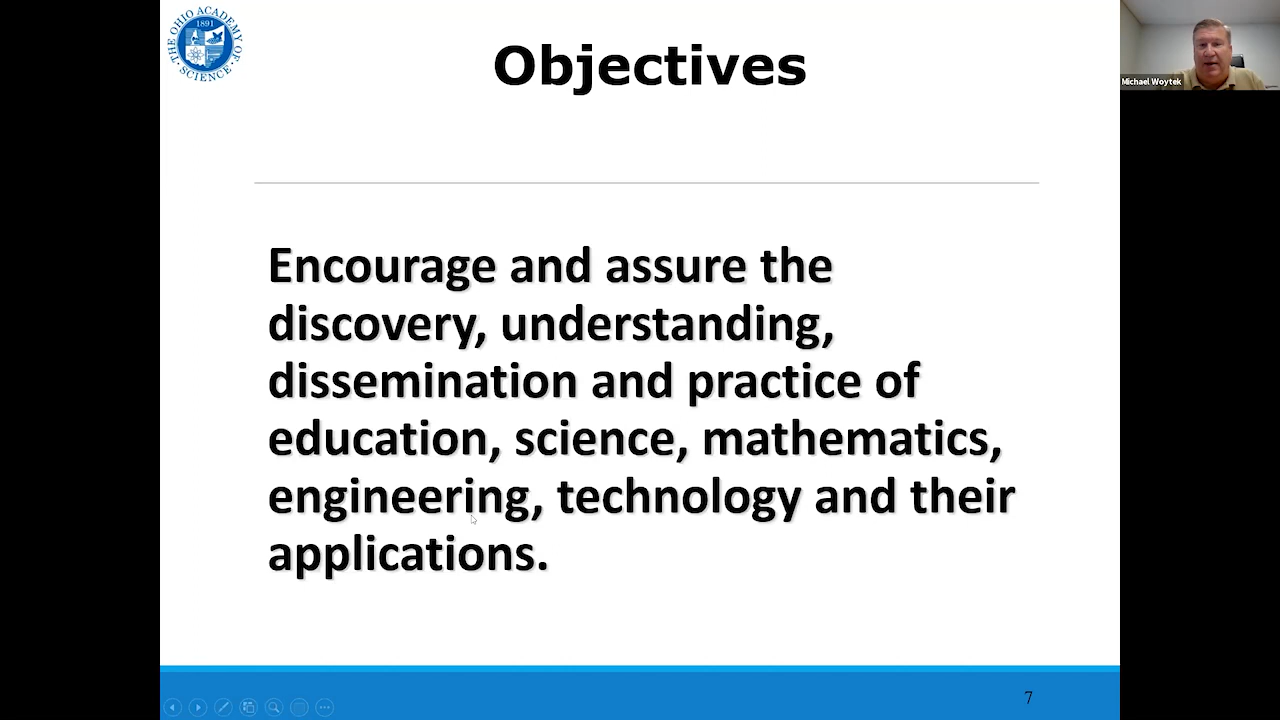 THE OHIO ACADEMY OF
1891
· SCIENCE ·
Objectives
Michael Woytek
Encourage and assure the
discovery, understanding,
dissemination and practice of
education, science, mathematics,
engineering, technology and their
applications.
7